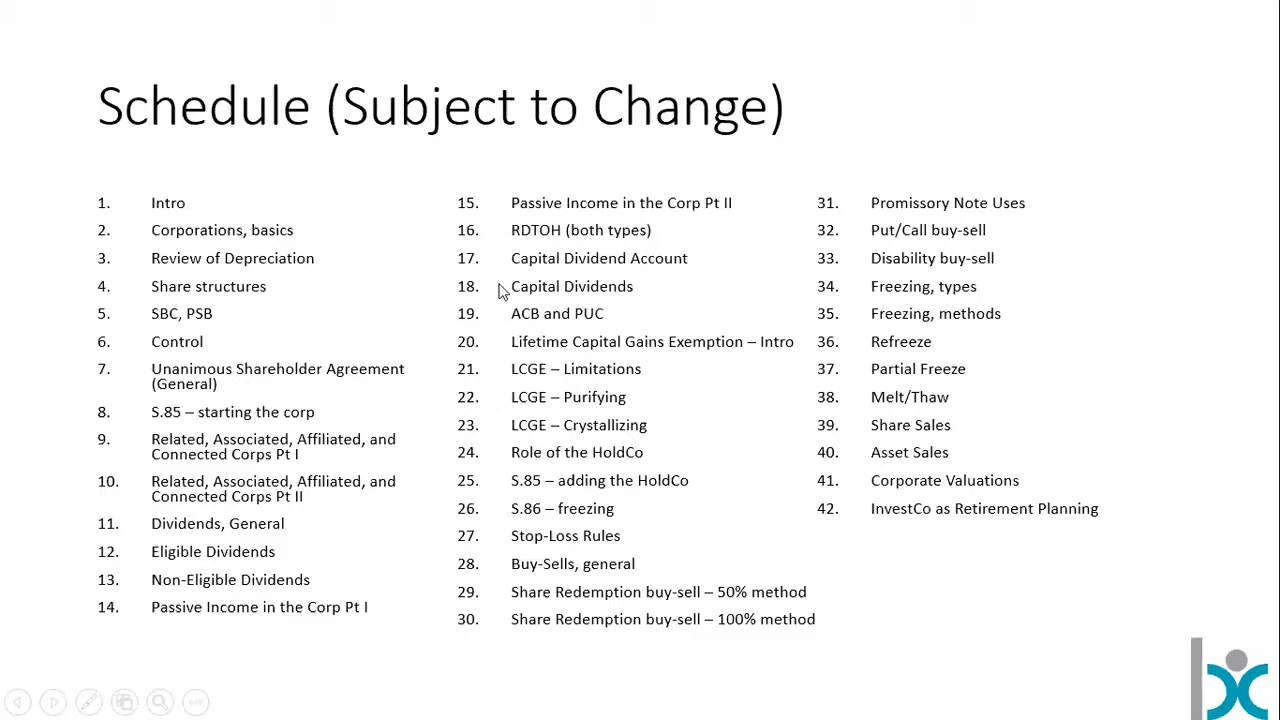 Schedule (Subject to Change)
1. Intro
2. Corporations, basics
3. Review of Depreciation
4. Share structures
5. SBC, PSB
6. Control
7. Unanimous Shareholder Agreement
(General)
8. S.85 – starting the corp
9. Related, Associated, Affiliated, and
Connected Corps Pt I
10. Related, Associated, Affiliated, and
Connected Corps Pt II
11. Dividends, General
12. Eligible Dividends
13. Non-Eligible Dividends
14. Passive Income in the Corp Pt I
15. Passive Income in the Corp Pt II
16. RDTOH (both types)
17. Capital Dividend Account
18. Capital Dividends
19. ACB and PUC
20. Lifetime Capital Gains Exemption – Intro
21. LCGE – Limitations
22. LCGE – Purifying
23. LCGE – Crystallizing
24. Role of the HoldCo
25. S.85 – adding the HoldCo
26. S.86 – freezing
27. Stop-Loss Rules
28. Buy-Sells, general
29. Share Redemption buy-sell – 50% method
30. Share Redemption buy-sell – 100% method
31. Promissory Note Uses
32. Put/Call buy-sell
33. Disability buy-sell
34. Freezing, types
35. Freezing, methods
36. Refreeze
37. Partial Freeze
38. Melt/Thaw
39. Share Sales
40. Asset Sales
41. Corporate Valuations
42. InvestCo as Retirement Planning